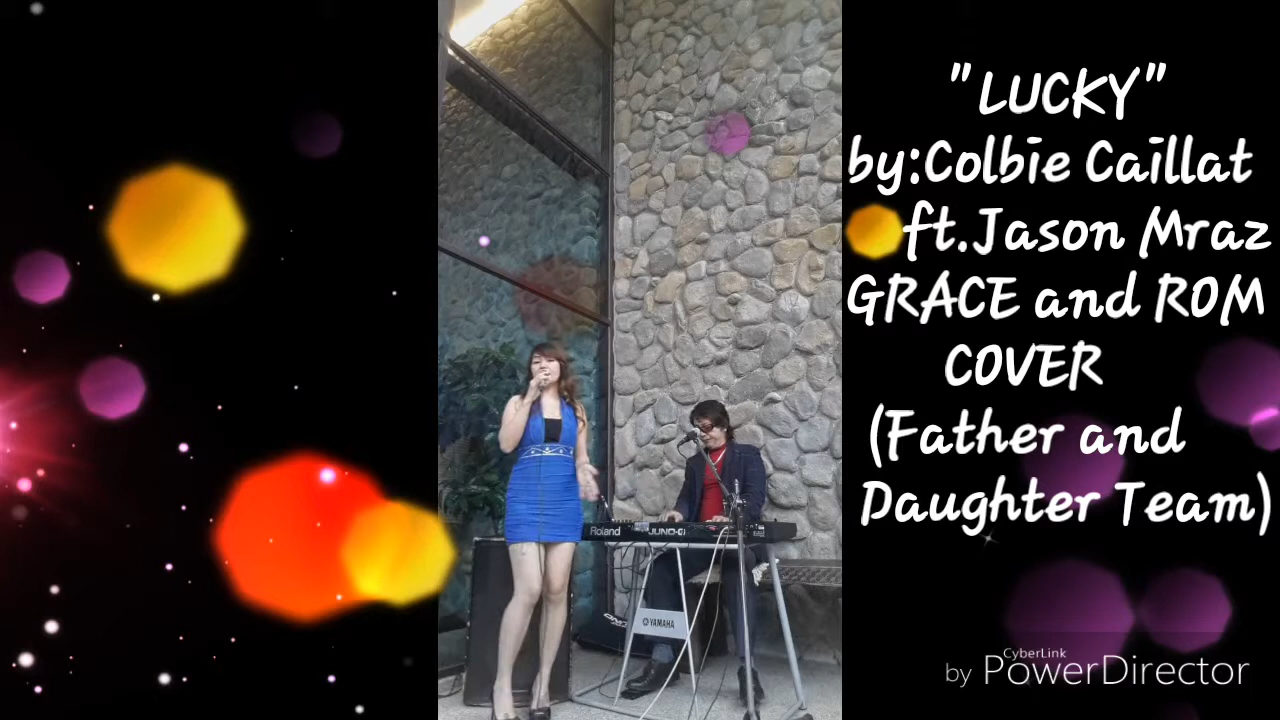 "LUCKY"
by:Colbie Caillat
ft.Jason Mraz
GRACE and ROM
COVER
(Father and
Daughter Team)
Roland JUNO-Di
YAMAHA
by CyberLink PowerDirector